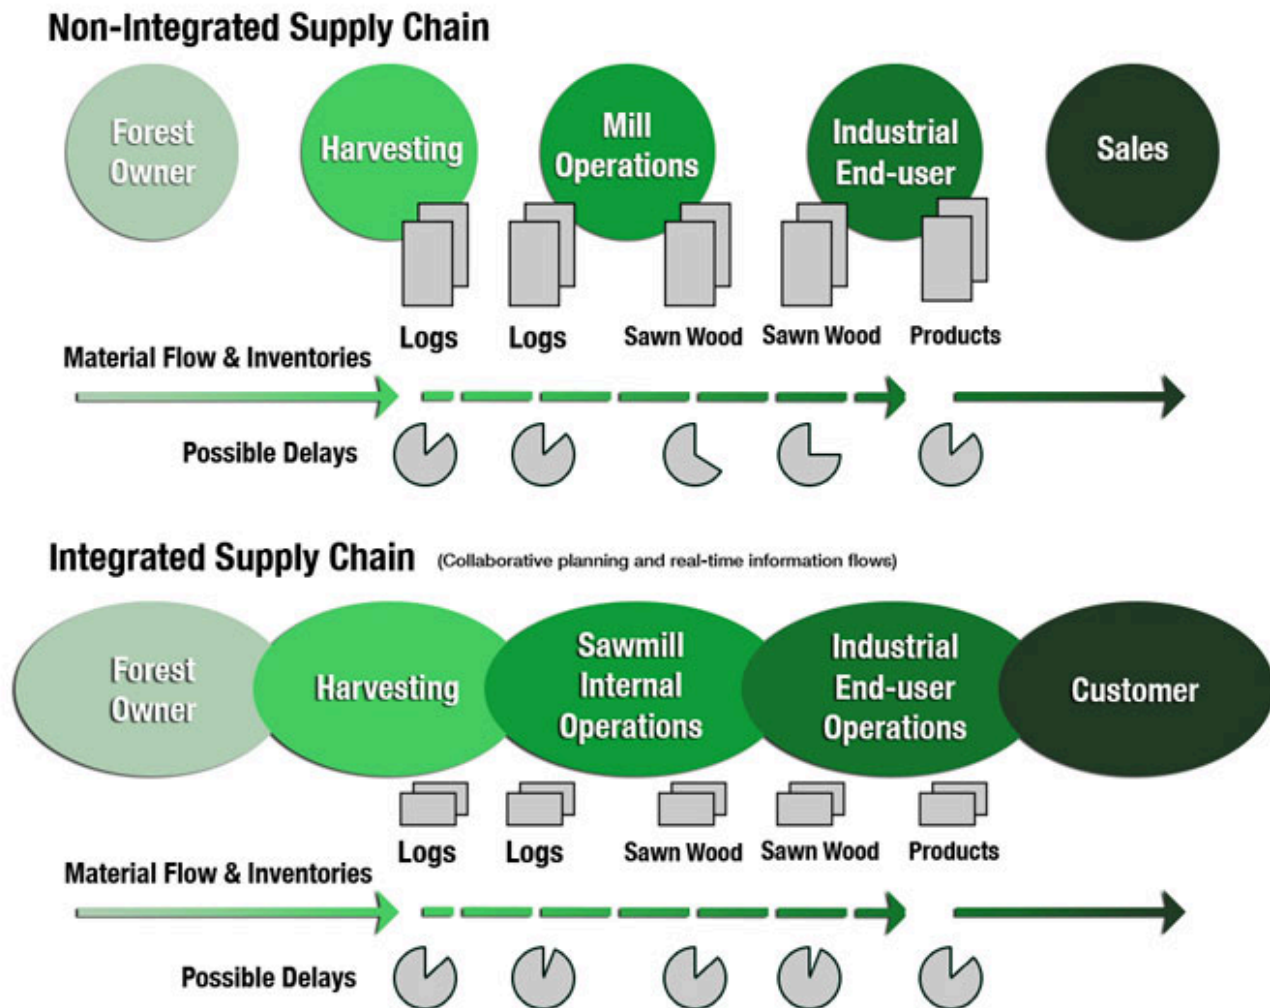 Non-Integrated Supply Chain
Forest
Owner
Harvesting
Mill
Operations
Industrial
End-user
Sales
Logs
Logs
Sawn Wood
Sawn Wood
Products
Material Flow & Inventories
Possible Delays
Integrated Supply Chain (Collaborative planning and real-time information flows)
Forest
Owner
Harvesting
Sawmill
Internal
Operations
Industrial
End-user
Operations
Customer
Logs
Logs
Sawn Wood
Sawn Wood
Products
Material Flow & Inventories
Possible Delays